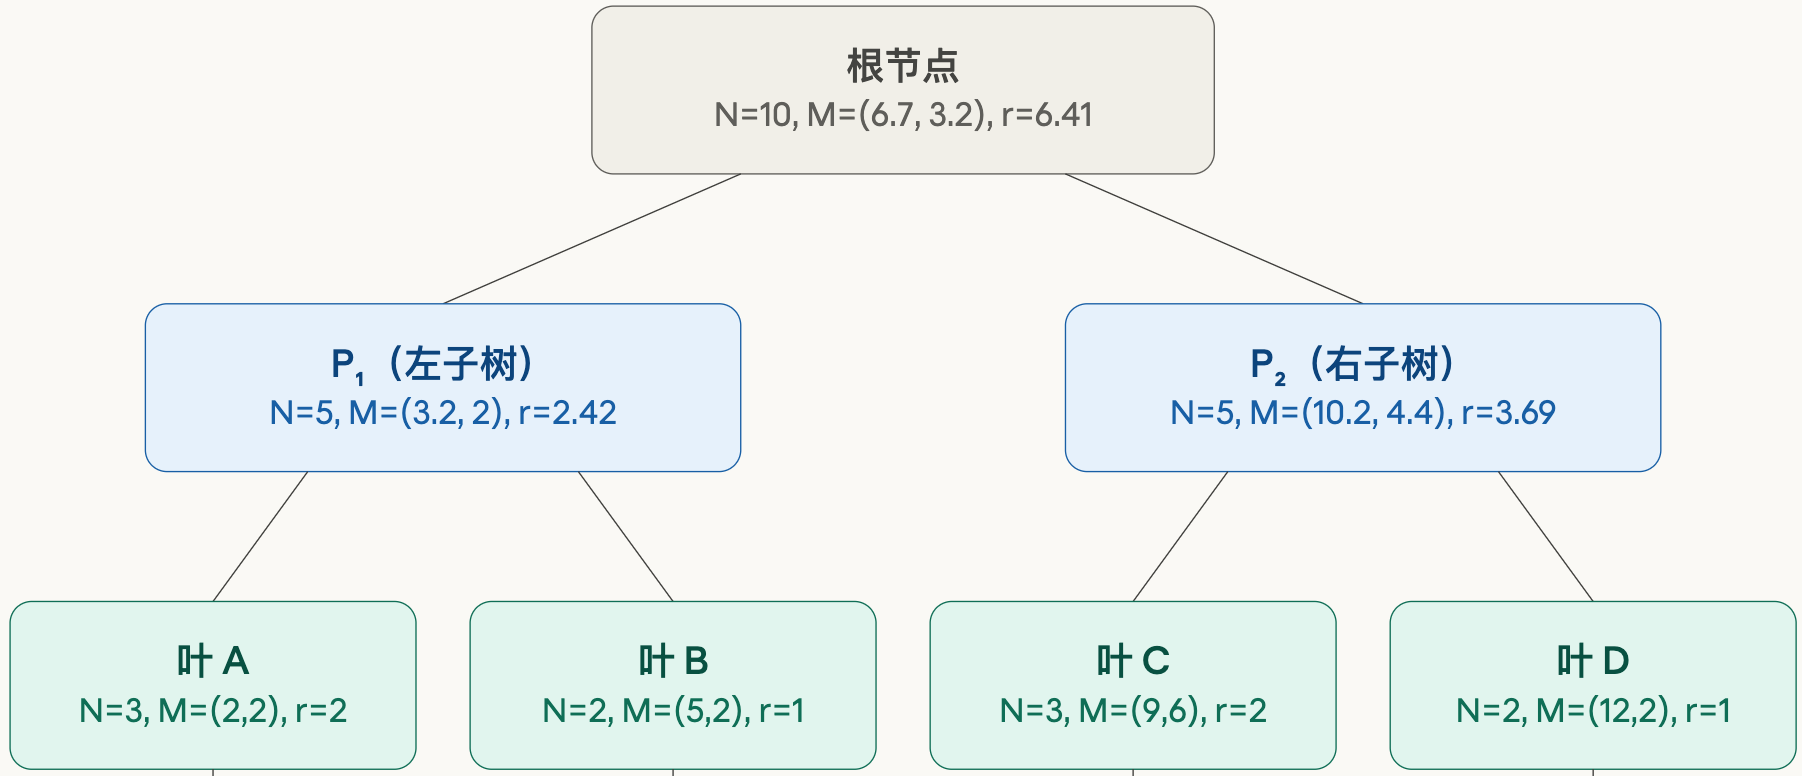 根节点
N=10, M=(6.7, 3.2), r=6.41
P₁（左子树）
N=5, M=(3.2, 2), r=2.42
P₂（右子树）
N=5, M=(10.2, 4.4), r=3.69
叶 A
N=3, M=(2,2), r=2
叶 B
N=2, M=(5,2), r=1
叶 C
N=3, M=(9,6), r=2
叶 D
N=2, M=(12,2), r=1